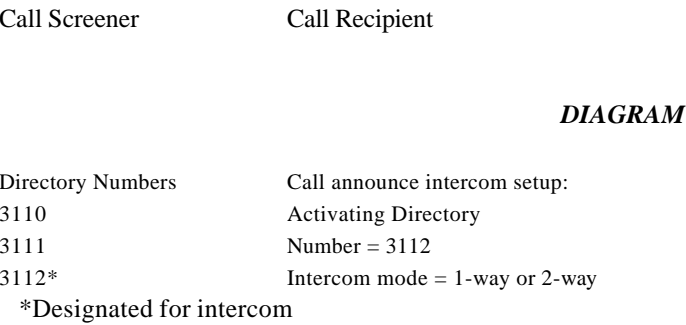 Call Screener Call Recipient
DIAGRAM
Directory Numbers Call announce intercom setup:
3110 Activating Directory
3111 Number = 3112
3112* Intercom mode = 1-way or 2-way
*Designated for intercom